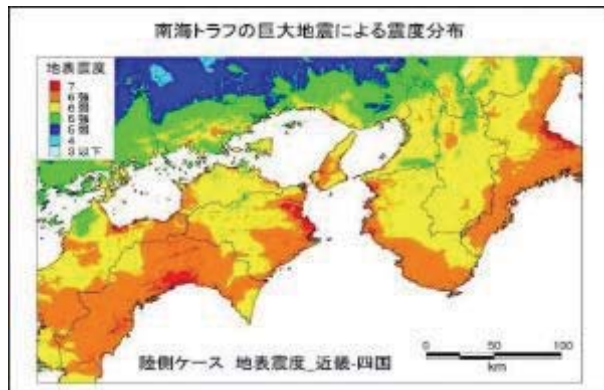 南海トラフの巨大地震による震度分布
地表震度
7
6強
6弱
5強
5弱
4
3以下
陸側ケース 地表震度_近畿-四国
0 50 100
km